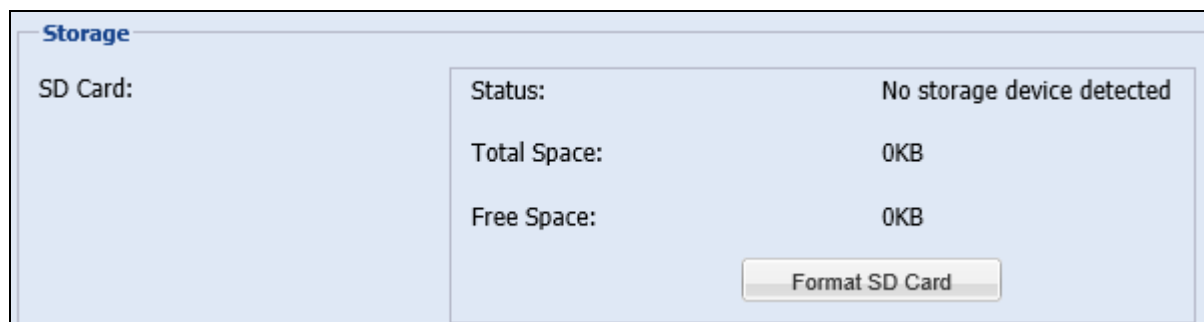 Storage
SD Card:
Status: No storage device detected
Total Space: 0KB
Free Space: 0KB
Format SD Card